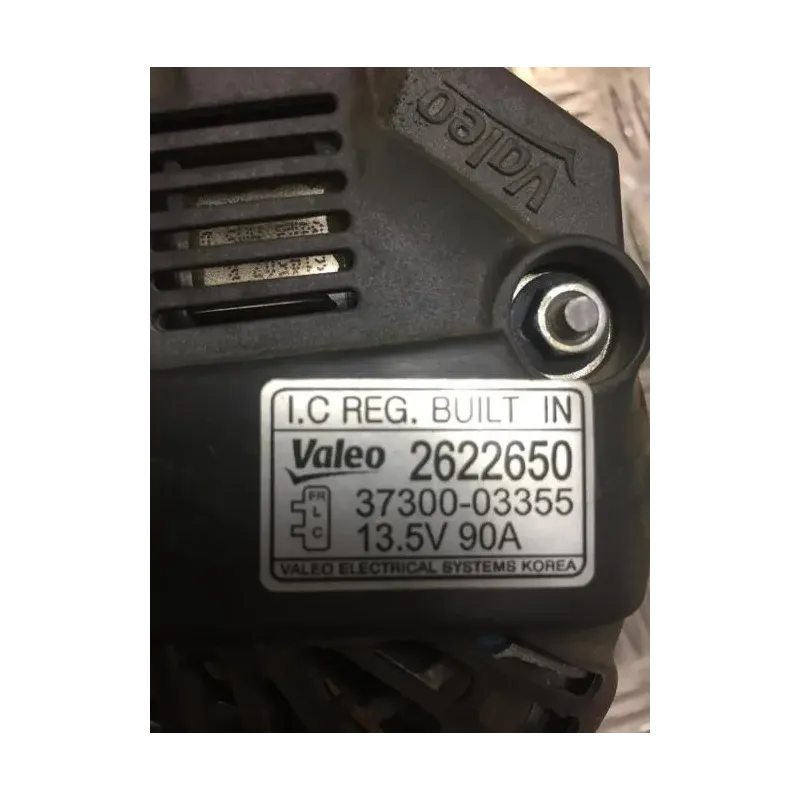 Valeo
I.C REG. BUILT IN
Valeo 2622650
FR 37300-03355
L
C 13.5V 90A
VALEO ELECTRICAL SYSTEMS KOREA